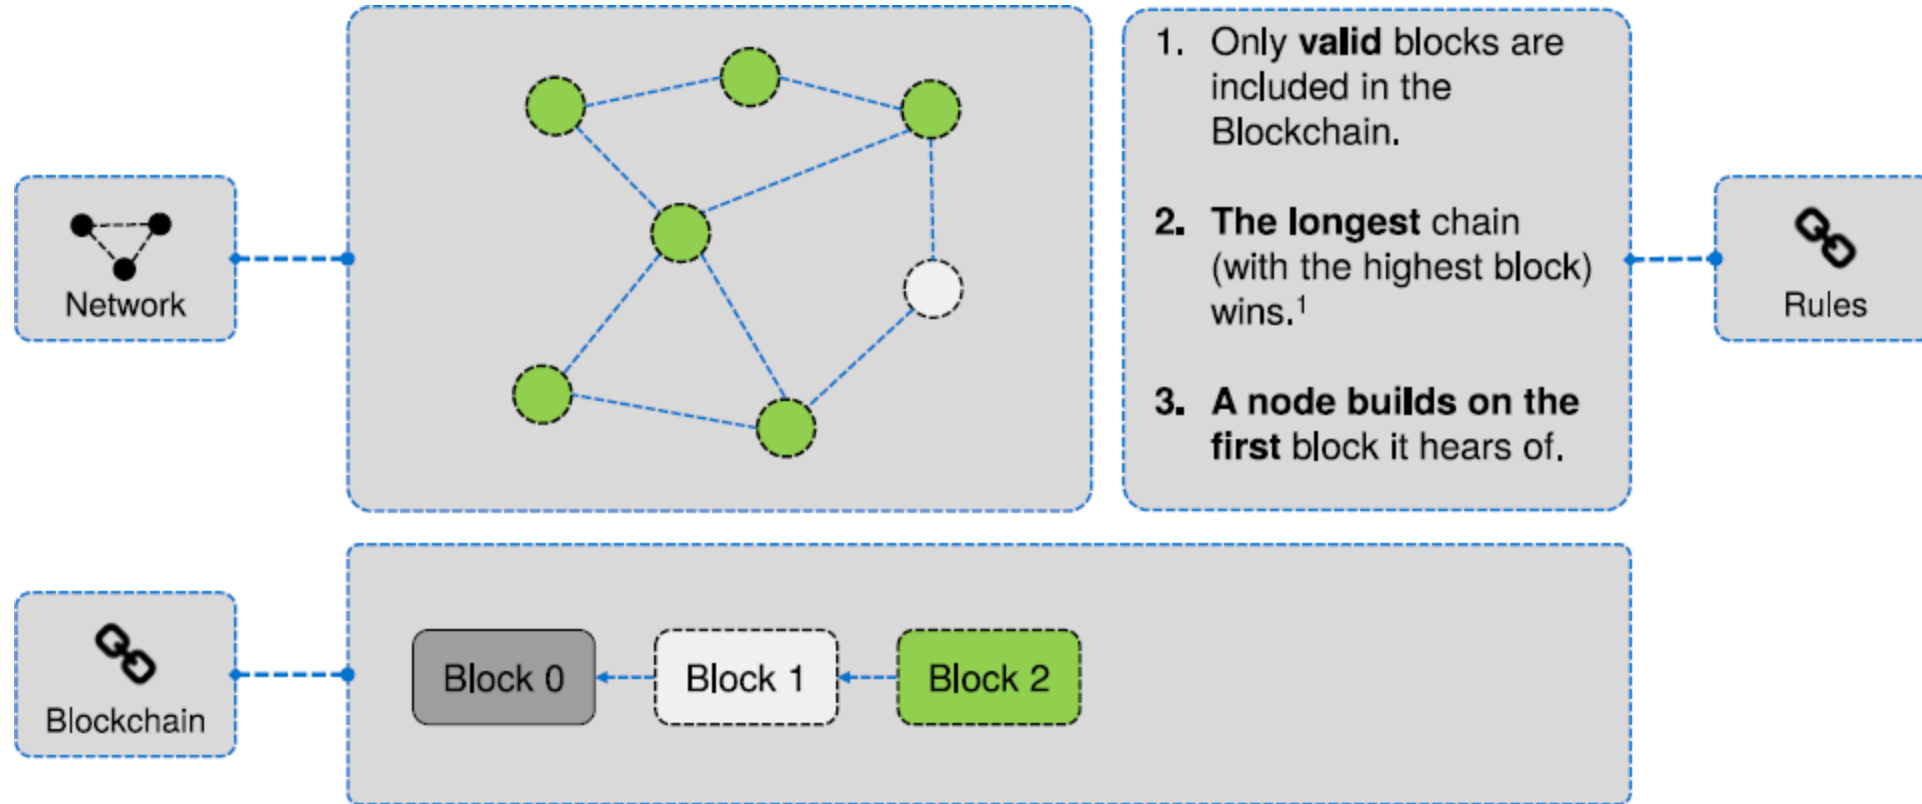 Network
1. Only valid blocks are
included in the
Blockchain.
2. The longest chain
(with the highest block)
wins.¹
3. A node builds on the
first block it hears of.
Rules
Blockchain
Block 0
Block 1
Block 2